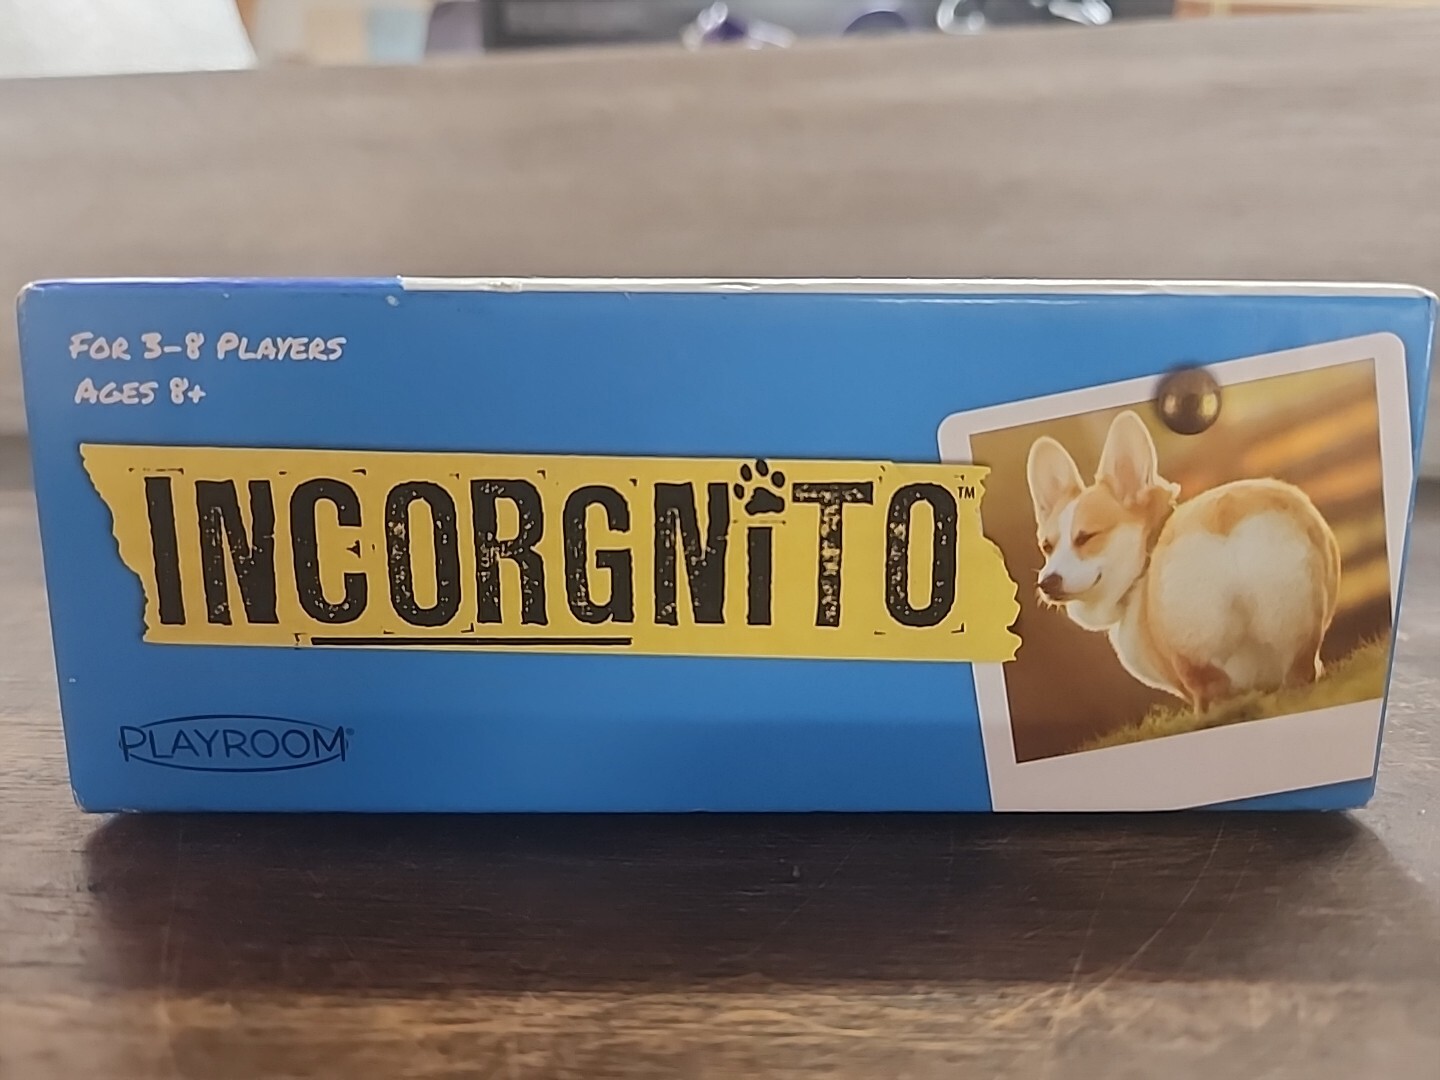 FOR 3-8 PLAYERS
AGES 8+
INCORGNiTO™
PLAYROOM®